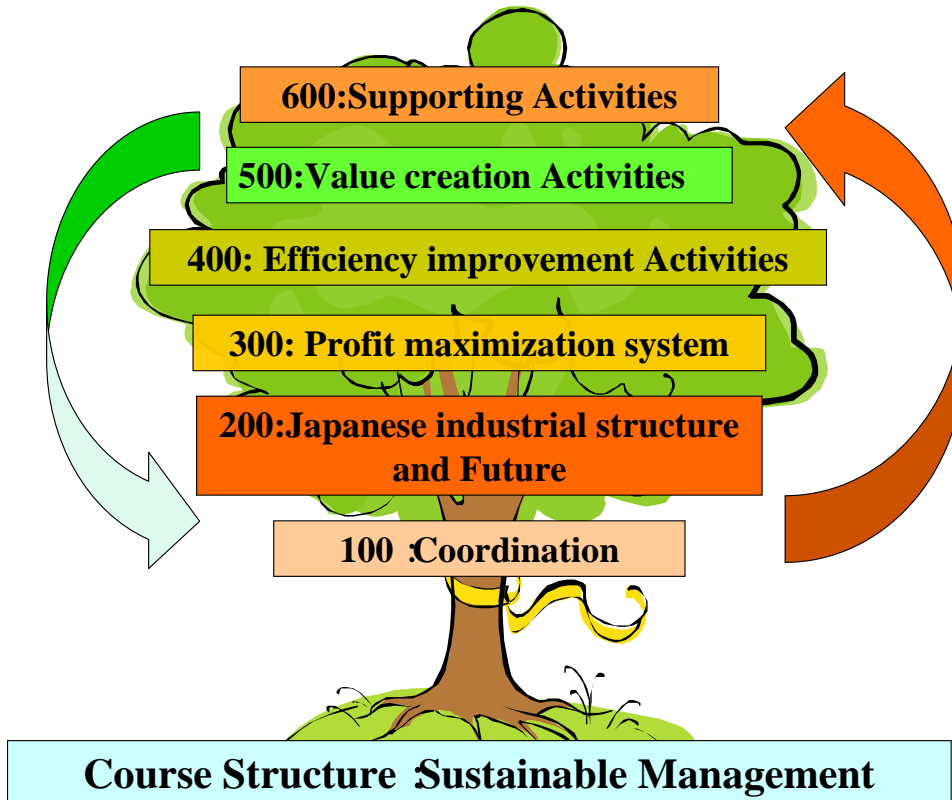 600:Supporting Activities
500:Value creation Activities
400: Efficiency improvement Activities
300: Profit maximization system
200:Japanese industrial structure
and Future
100 :Coordination
Course Structure :Sustainable Management